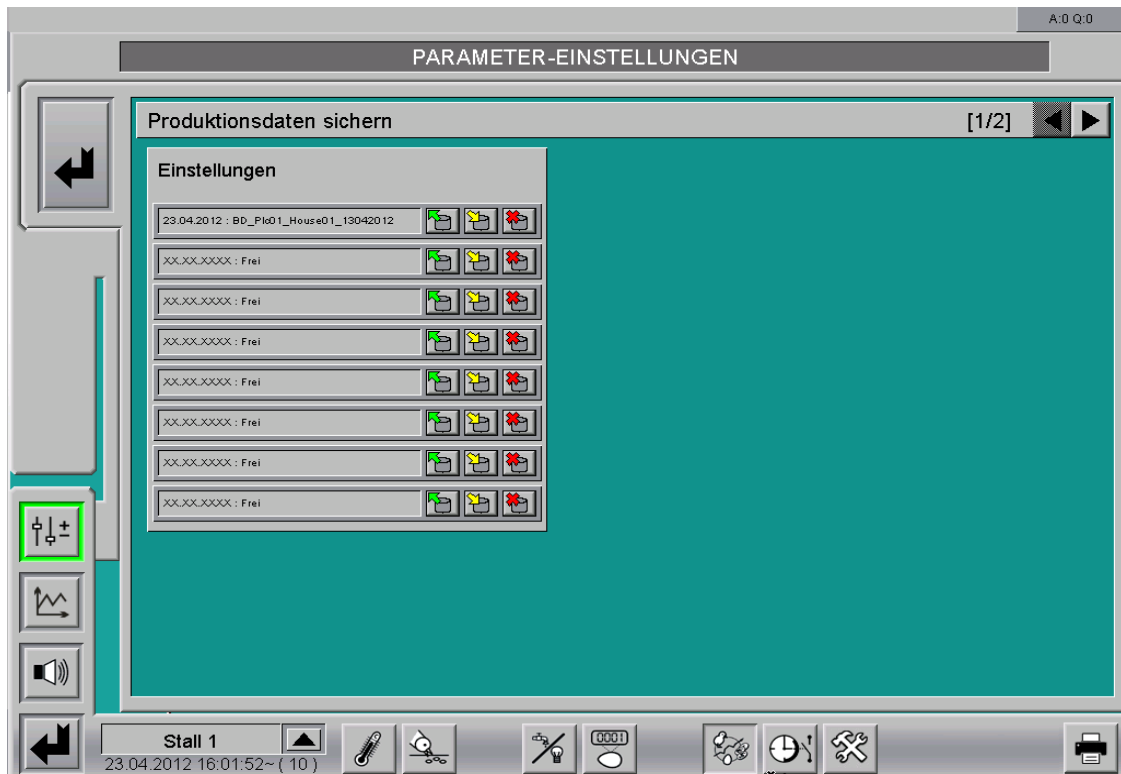 A:0 Q:0
PARAMETER-EINSTELLUNGEN
Produktionsdaten sichern [1/2]
Einstellungen
23.04.2012 : BD_Plc01_House01_13042012
XX.XX.XXXX : Frei
XX.XX.XXXX : Frei
XX.XX.XXXX : Frei
XX.XX.XXXX : Frei
XX.XX.XXXX : Frei
XX.XX.XXXX : Frei
XX.XX.XXXX : Frei
0001
Stall 1
23.04.2012 16:01:52~ ( 10 )